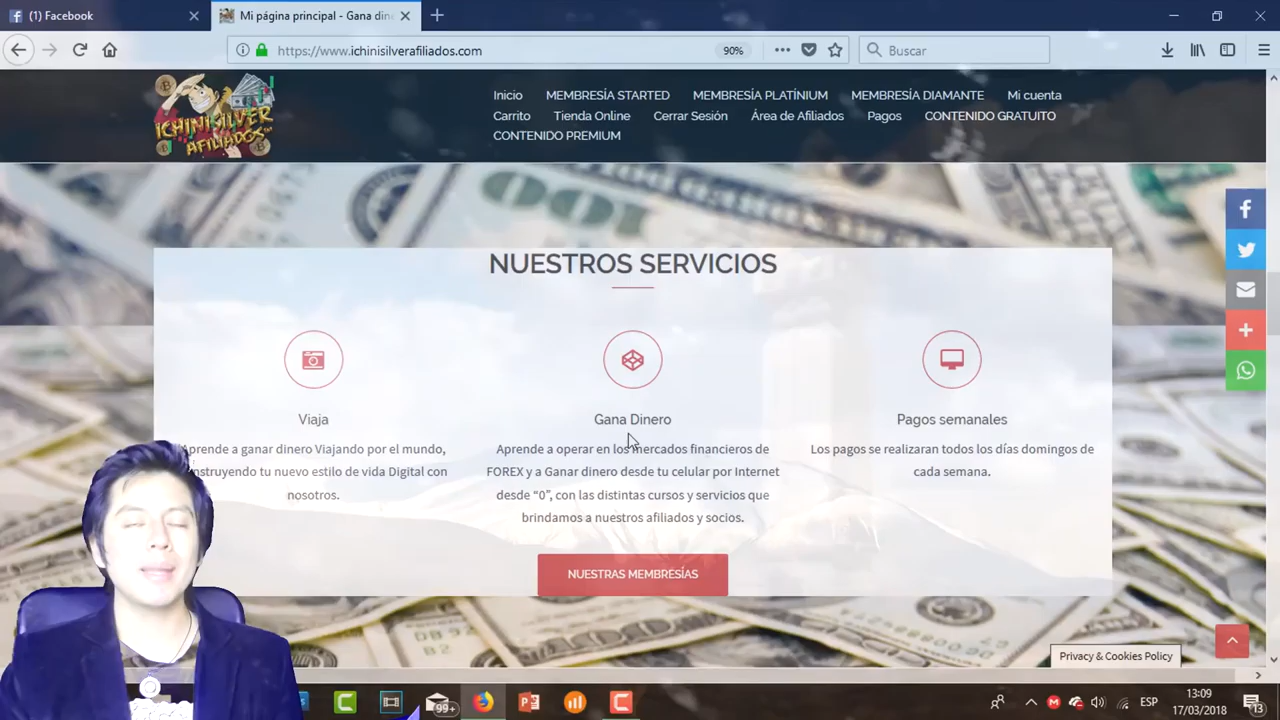 (1) Facebook
Mi página principal - Gana din
https://www.ichinisilverafiliados.com
90%
Buscar
ICHINISILVER
AFILIADOS
Inicio MEMBRESÍA STARTED MEMBRESÍA PLATÍNIUM MEMBRESÍA DIAMANTE Mi cuenta
Carrito Tienda Online Cerrar Sesión Área de Afiliados Pagos CONTENIDO GRATUITO
CONTENIDO PREMIUM
NUESTROS SERVICIOS
Viaja
Aprende a ganar dinero Viajando por el mundo,
nstruyendo tu nuevo estilo de vida Digital con
nosotros.
Gana Dinero
Aprende a operar en los mercados financieros de
FOREX y a Ganar dinero desde tu celular por Internet
desde “0”, con las distintas cursos y servicios que
brindamos a nuestros afiliados y socios.
Pagos semanales
Los pagos se realizaran todos los días domingos de
cada semana.
NUESTRAS MEMBRESÍAS
Privacy & Cookies Policy
99+
ESP
13:09
17/03/2018
13